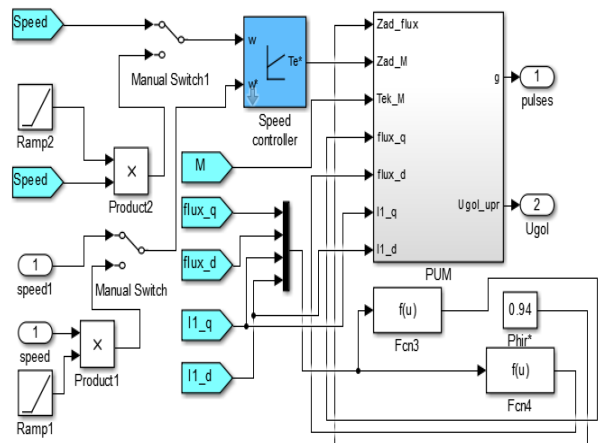 Speed
Manual Switch1
w
w*
Te*
Speed
controller
Ramp2
Speed
×
Product2
1
speed1
Manual Switch
1
speed
×
Product1
Ramp1
M
flux_q
flux_d
I1_q
I1_d
Zad_flux
Zad_M
Tek_M
flux_q
flux_d
I1_q
I1_d
g
Ugol_upr
PUM
1
pulses
2
Ugol
f(u)
Fcn3
0.94
Phir*
f(u)
Fcn4